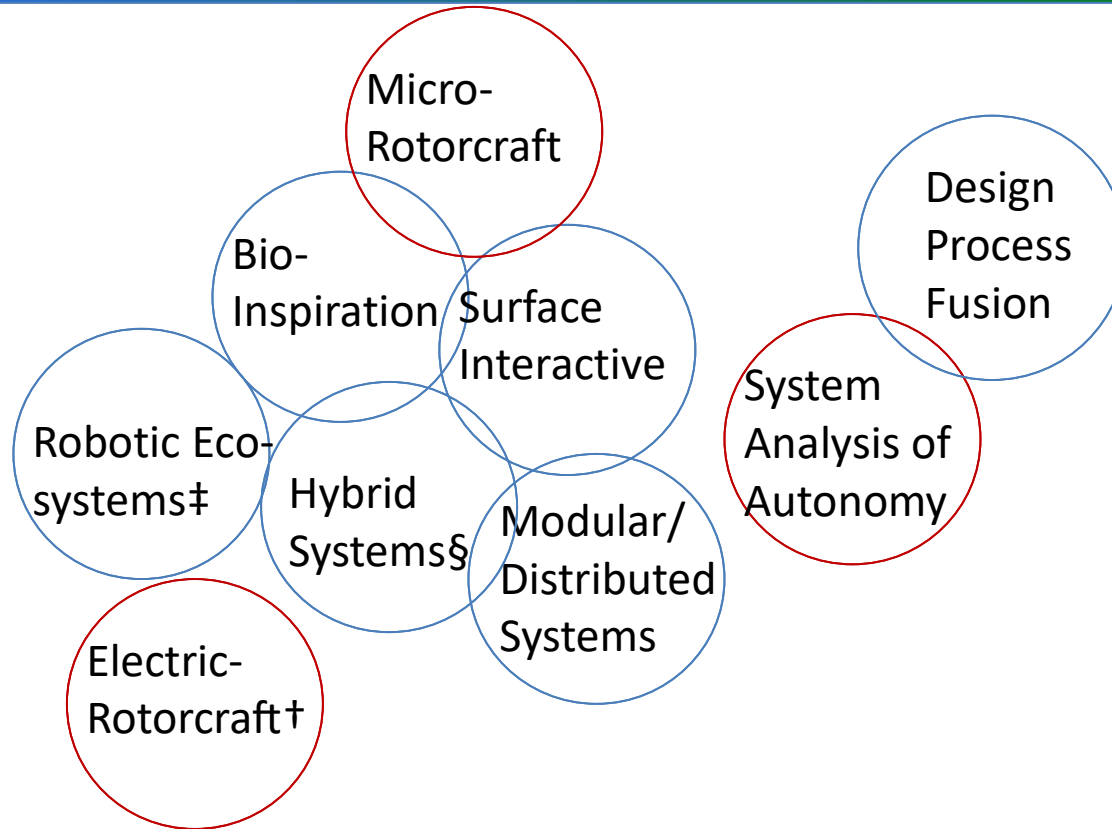 Micro-
Rotorcraft
Design
Process
Fusion
Bio-
Inspiration
Surface
Interactive
System
Analysis of
Autonomy
Robotic Eco-
systems‡
Hybrid
Systems§
Modular/
Distributed
Systems
Electric-
Rotorcraft†